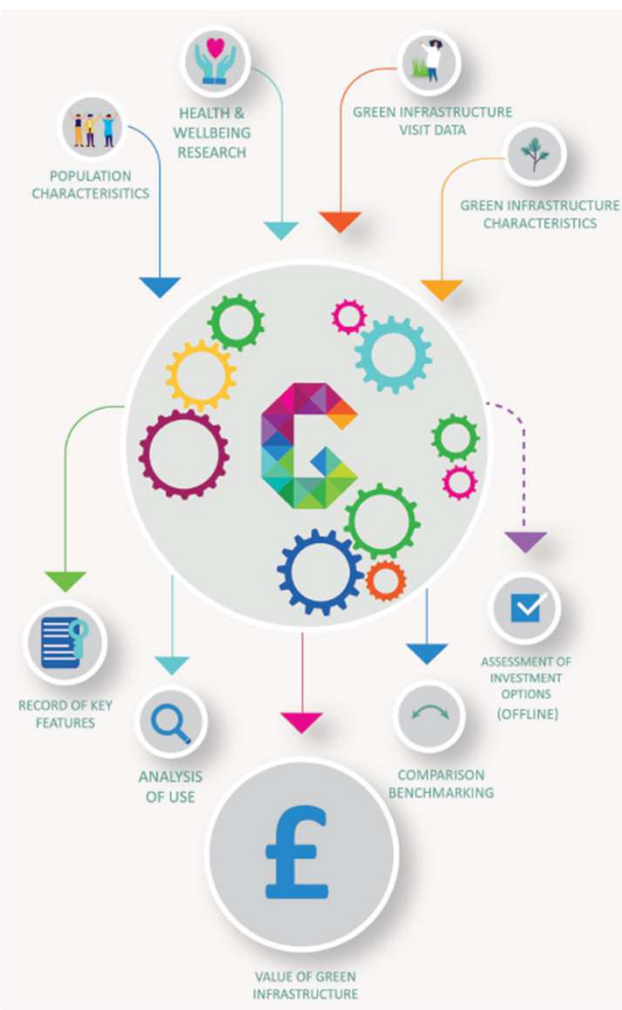 HEALTH &
WELLBEING
RESEARCH
GREEN INFRASTRUCTURE
VISIT DATA
POPULATION
CHARACTERISITICS
GREEN INFRASTRUCTURE
CHARACTERISTICS
RECORD OF KEY
FEATURES
ANALYSIS
OF USE
£
COMPARISON
BENCHMARKING
ASSESSMENT OF
INVESTMENT
OPTIONS
(OFFLINE)
VALUE OF GREEN
INFRASTRUCTURE